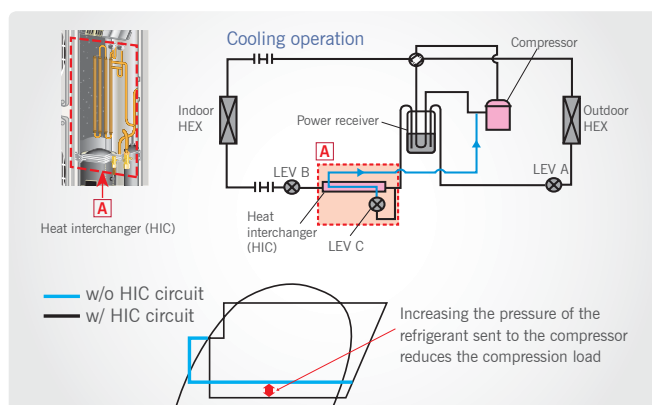 Cooling operation
Compressor
Indoor
HEX
Power receiver
Outdoor
HEX
A
LEV B
LEV A
A
Heat interchanger (HIC)
Heat
interchanger
(HIC)
LEV C
w/o HIC circuit
w/ HIC circuit
Increasing the pressure of the
refrigerant sent to the compressor
reduces the compression load